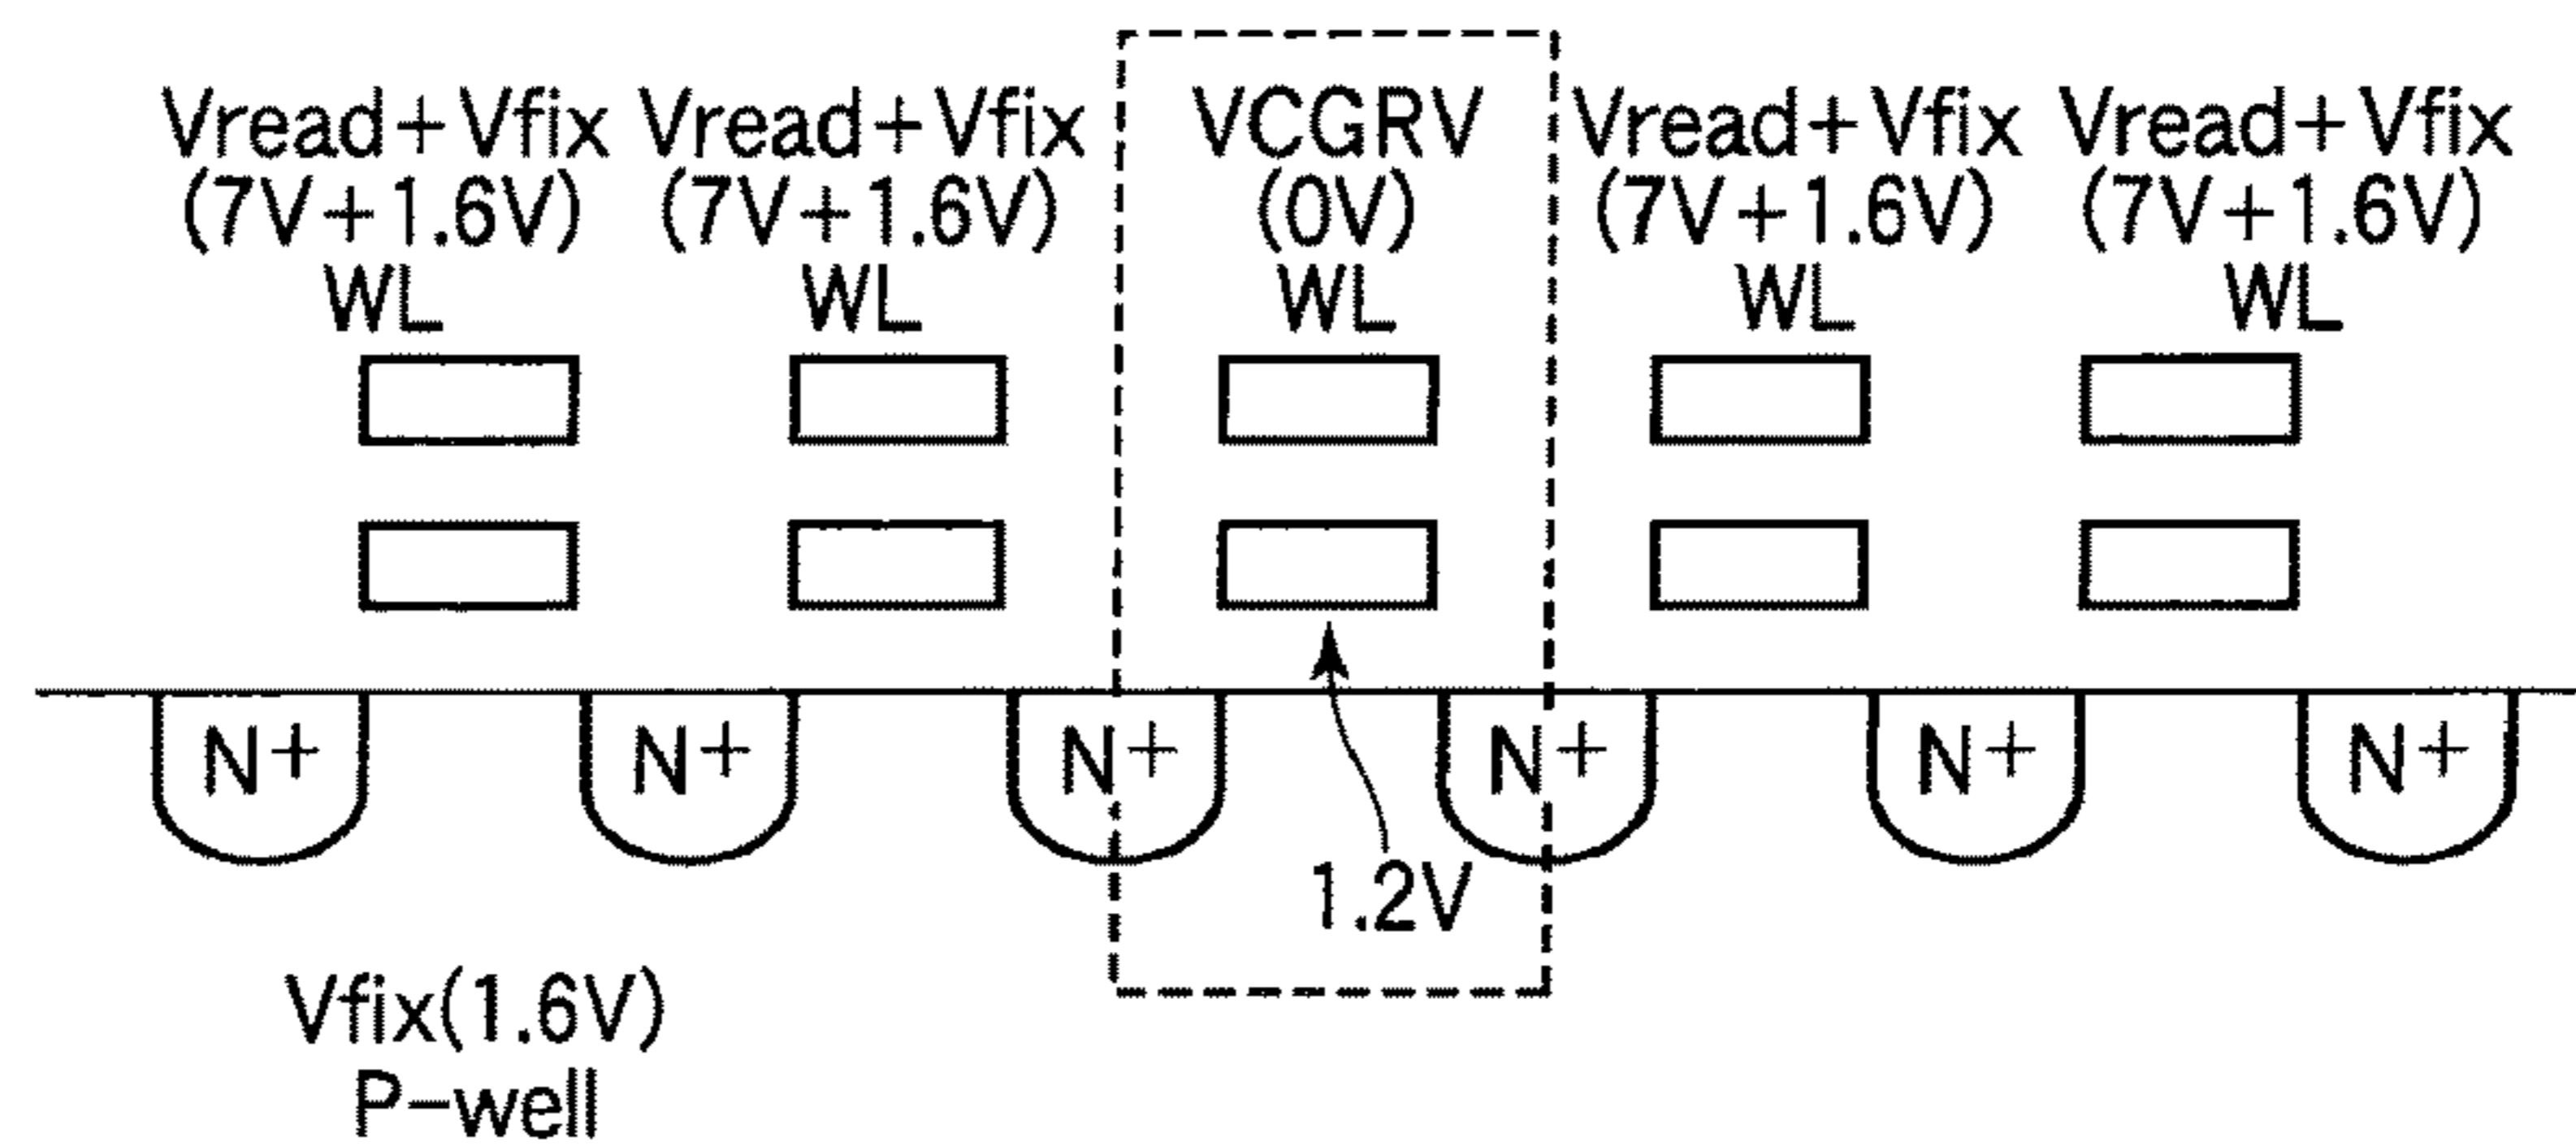 Vread+Vfix Vread+Vfix VCGRV Vread+Vfix Vread+Vfix
(7V+1.6V) (7V+1.6V) (0V) (7V+1.6V) (7V+1.6V)
WL WL WL WL WL
N+ N+ N+ N+ N+ N+
1.2V
Vfix(1.6V)
P-well